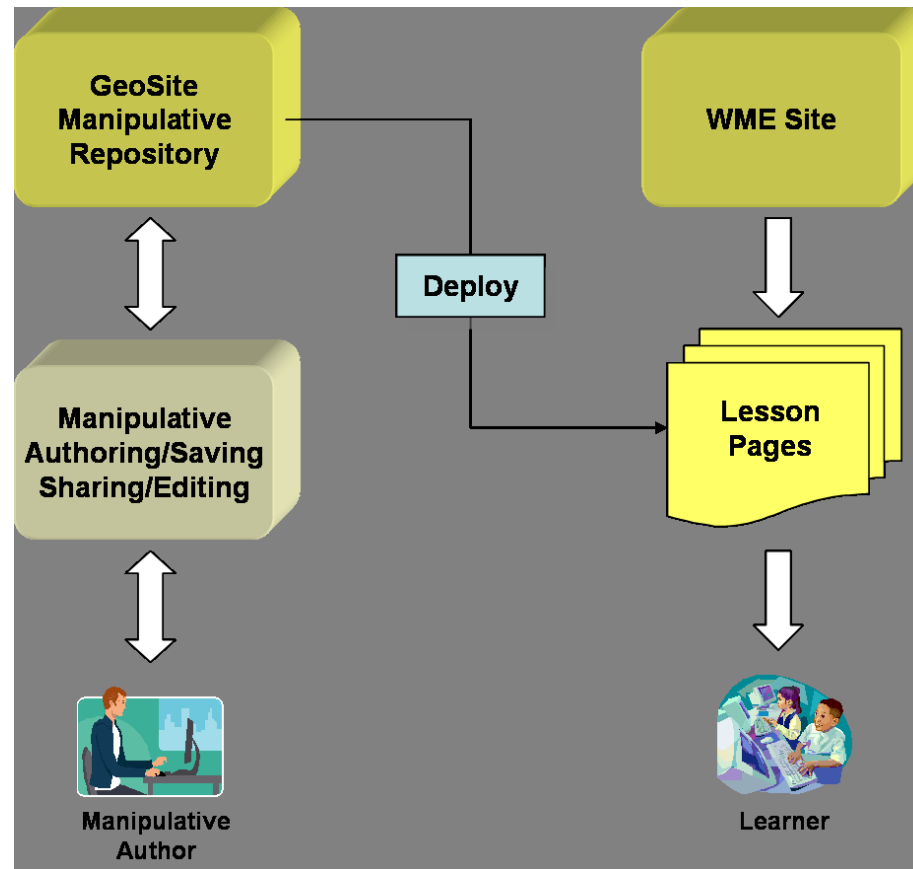 GeoSite
Manipulative
Repository
WME Site
Deploy
Manipulative
Authoring/Saving
Sharing/Editing
Lesson
Pages
Manipulative
Author
Learner